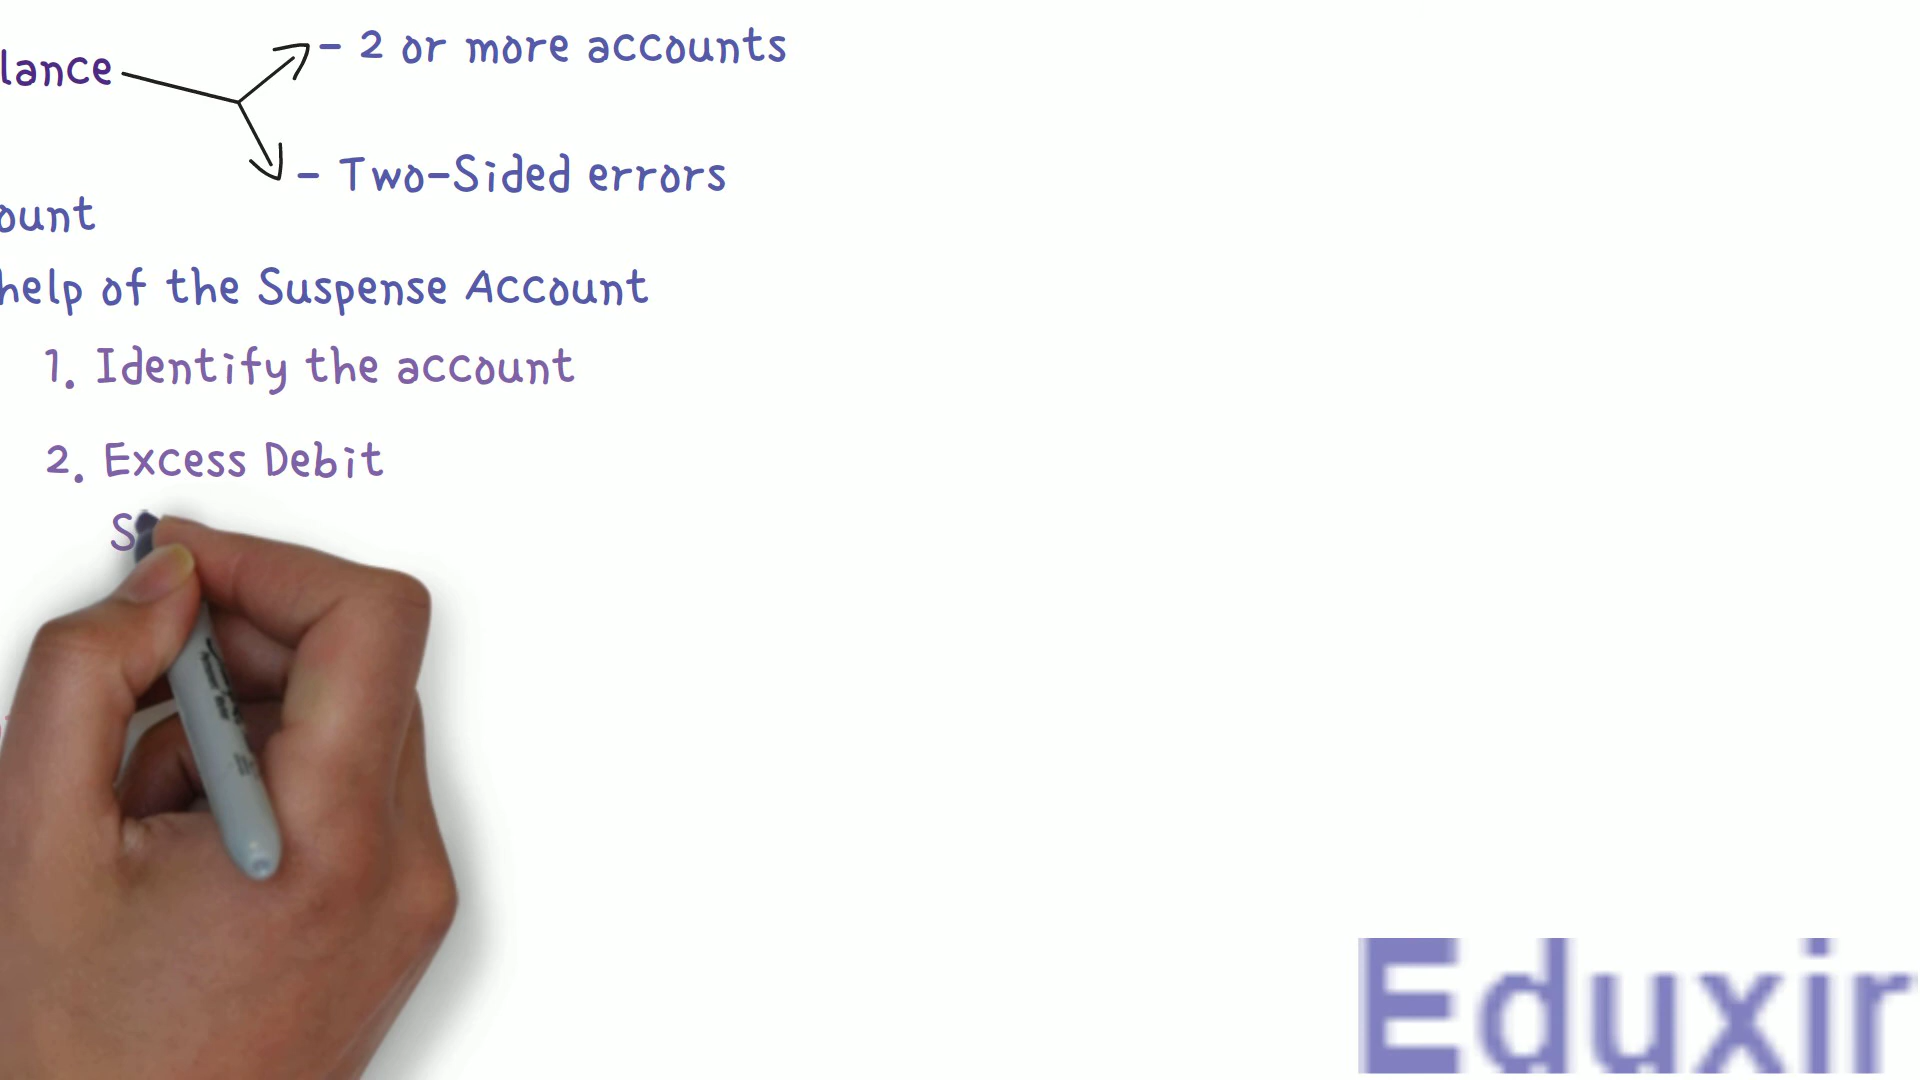 lance
- 2 or more accounts
- Two-Sided errors
ount
help of the Suspense Account
1. Identify the account
2. Excess Debit
S
Eduxir